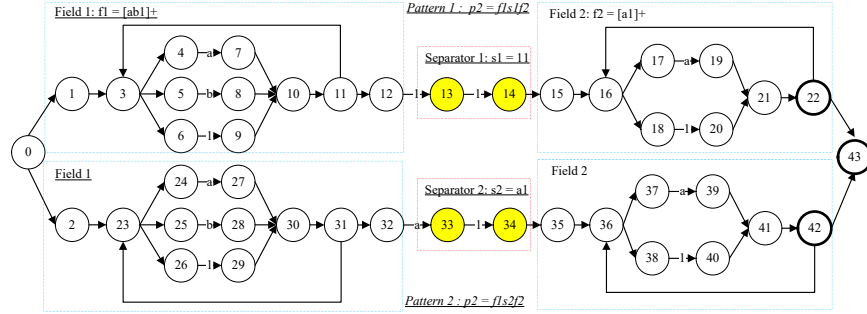 Pattern 1 : p2 = f1s1f2
Field 1: f1 = [ab1]+
Field 2: f2 = [a1]+
Separator 1: s1 = 11
4 a 7
17 a 19
1 3 5 b 8 10 11 12 1 13 1 14 15 16 21 22
6 1 9
18 1 20
0
43
Field 1
Field 2
Separator 2: s2 = a1
24 a 27
37 a 39
2 23 25 b 28 30 31 32 a 33 1 34 35 36 41 42
26 1 29
38 1 40
Pattern 2 : p2 = f1s2f2